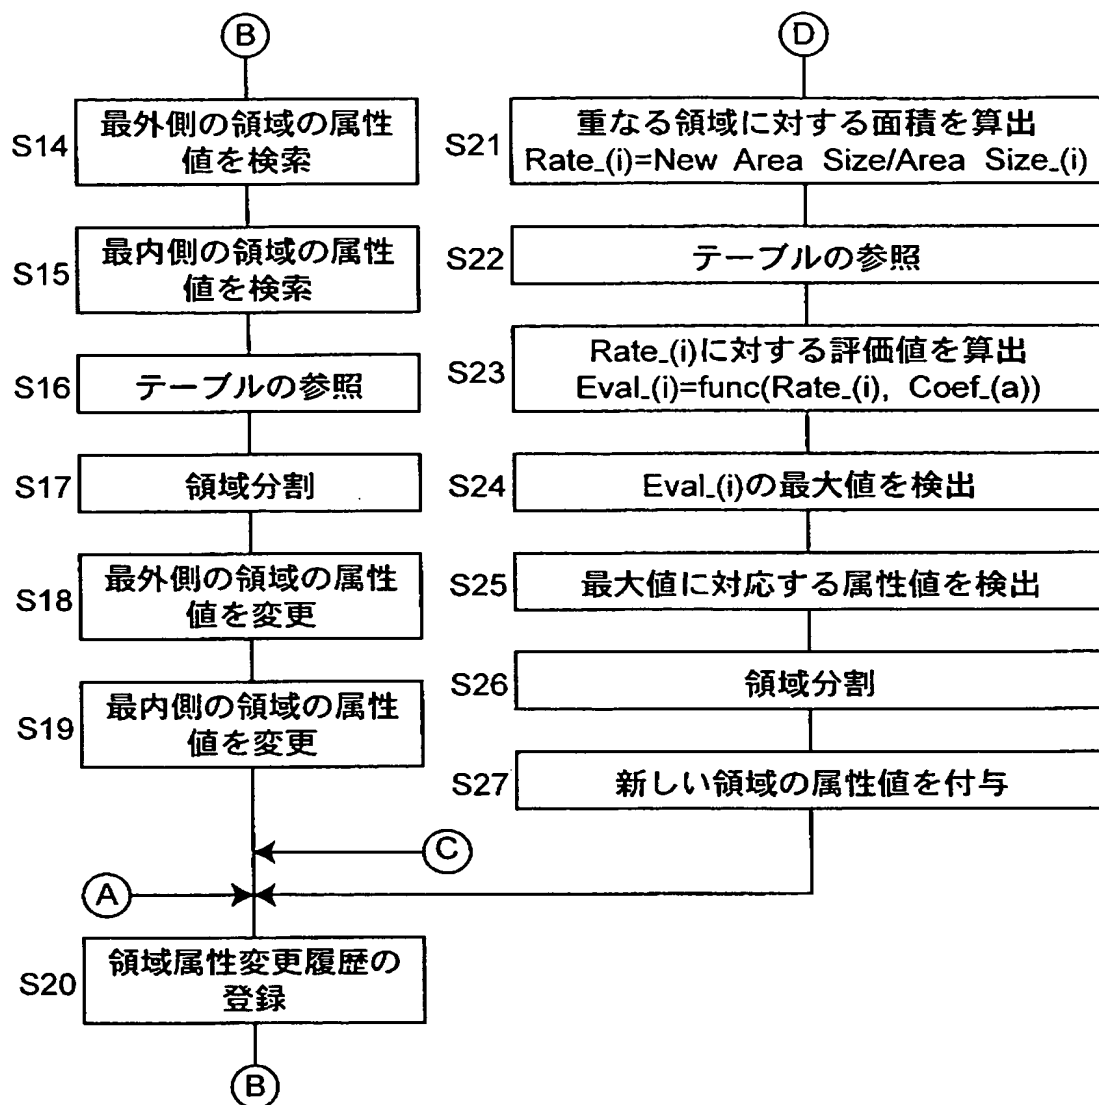 B
S14
最外側の領域の属性
値を検索
S15
最内側の領域の属性
値を検索
S16
テーブルの参照
S17
領域分割
S18
最外側の領域の属性
値を変更
S19
最内側の領域の属性
値を変更
C
A
S20
領域属性変更履歴の
登録
B
D
S21
重なる領域に対する面積を算出
Rate_(i)=New Area Size/Area Size_(i)
S22
テーブルの参照
S23
Rate_(i)に対する評価値を算出
Eval_(i)=func(Rate_(i), Coef_(a))
S24
Eval_(i)の最大値を検出
S25
最大値に対応する属性値を検出
S26
領域分割
S27
新しい領域の属性値を付与